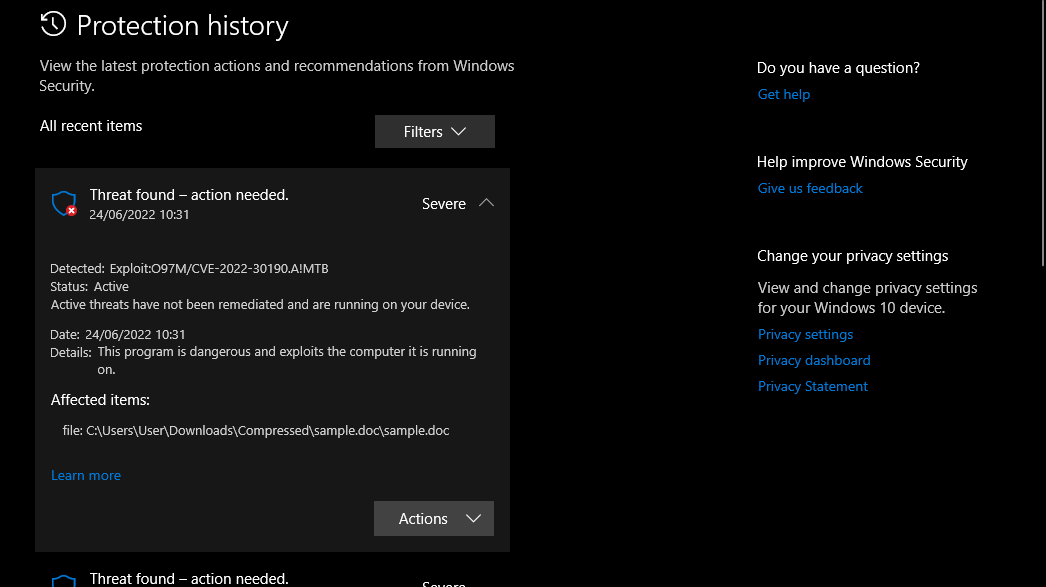 Protection history
View the latest protection actions and recommendations from Windows
Security.
All recent items
Filters
Threat found – action needed.
24/06/2022 10:31
Severe
Detected: Exploit:O97M/CVE-2022-30190.A!MTB
Status: Active
Active threats have not been remediated and are running on your device.
Date: 24/06/2022 10:31
Details: This program is dangerous and exploits the computer it is running
on.
Affected items:
file: C:\Users\User\Downloads\Compressed\sample.doc\sample.doc
Learn more
Actions
Threat found – action needed.
Severe
Do you have a question?
Get help
Help improve Windows Security
Give us feedback
Change your privacy settings
View and change privacy settings
for your Windows 10 device.
Privacy settings
Privacy dashboard
Privacy Statement